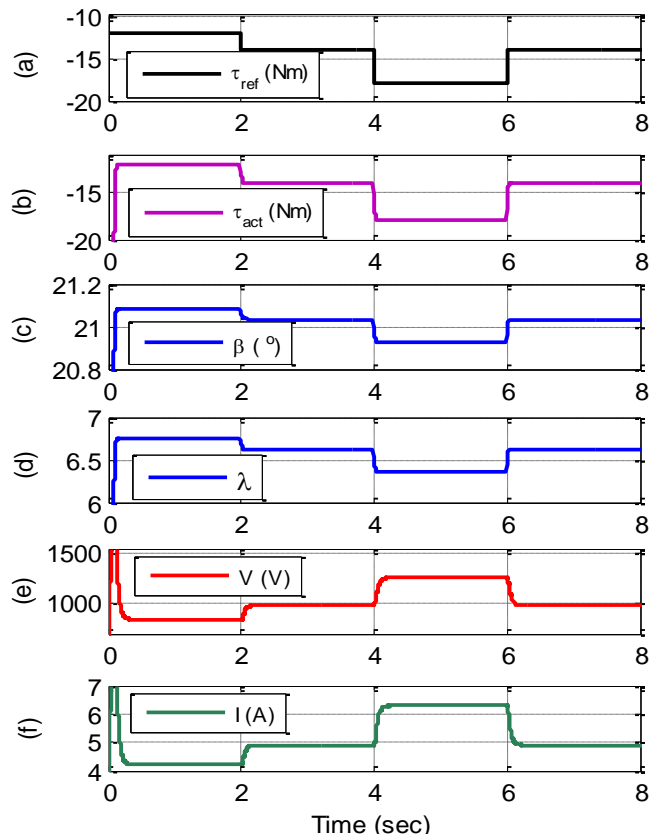 -10
(a)
-15
τref (Nm)
-20
0 2 4 6 8
(b)
-15
τact (Nm)
-20
0 2 4 6 8
21.2
(c)
21
β ( º)
20.8
0 2 4 6 8
7
(d)
6.5
λ
6
0 2 4 6 8
1500
(e)
V (V)
1000
0 2 4 6 8
7
(f)
6
I (A)
5
4
0 2 4 6 8
Time (sec)